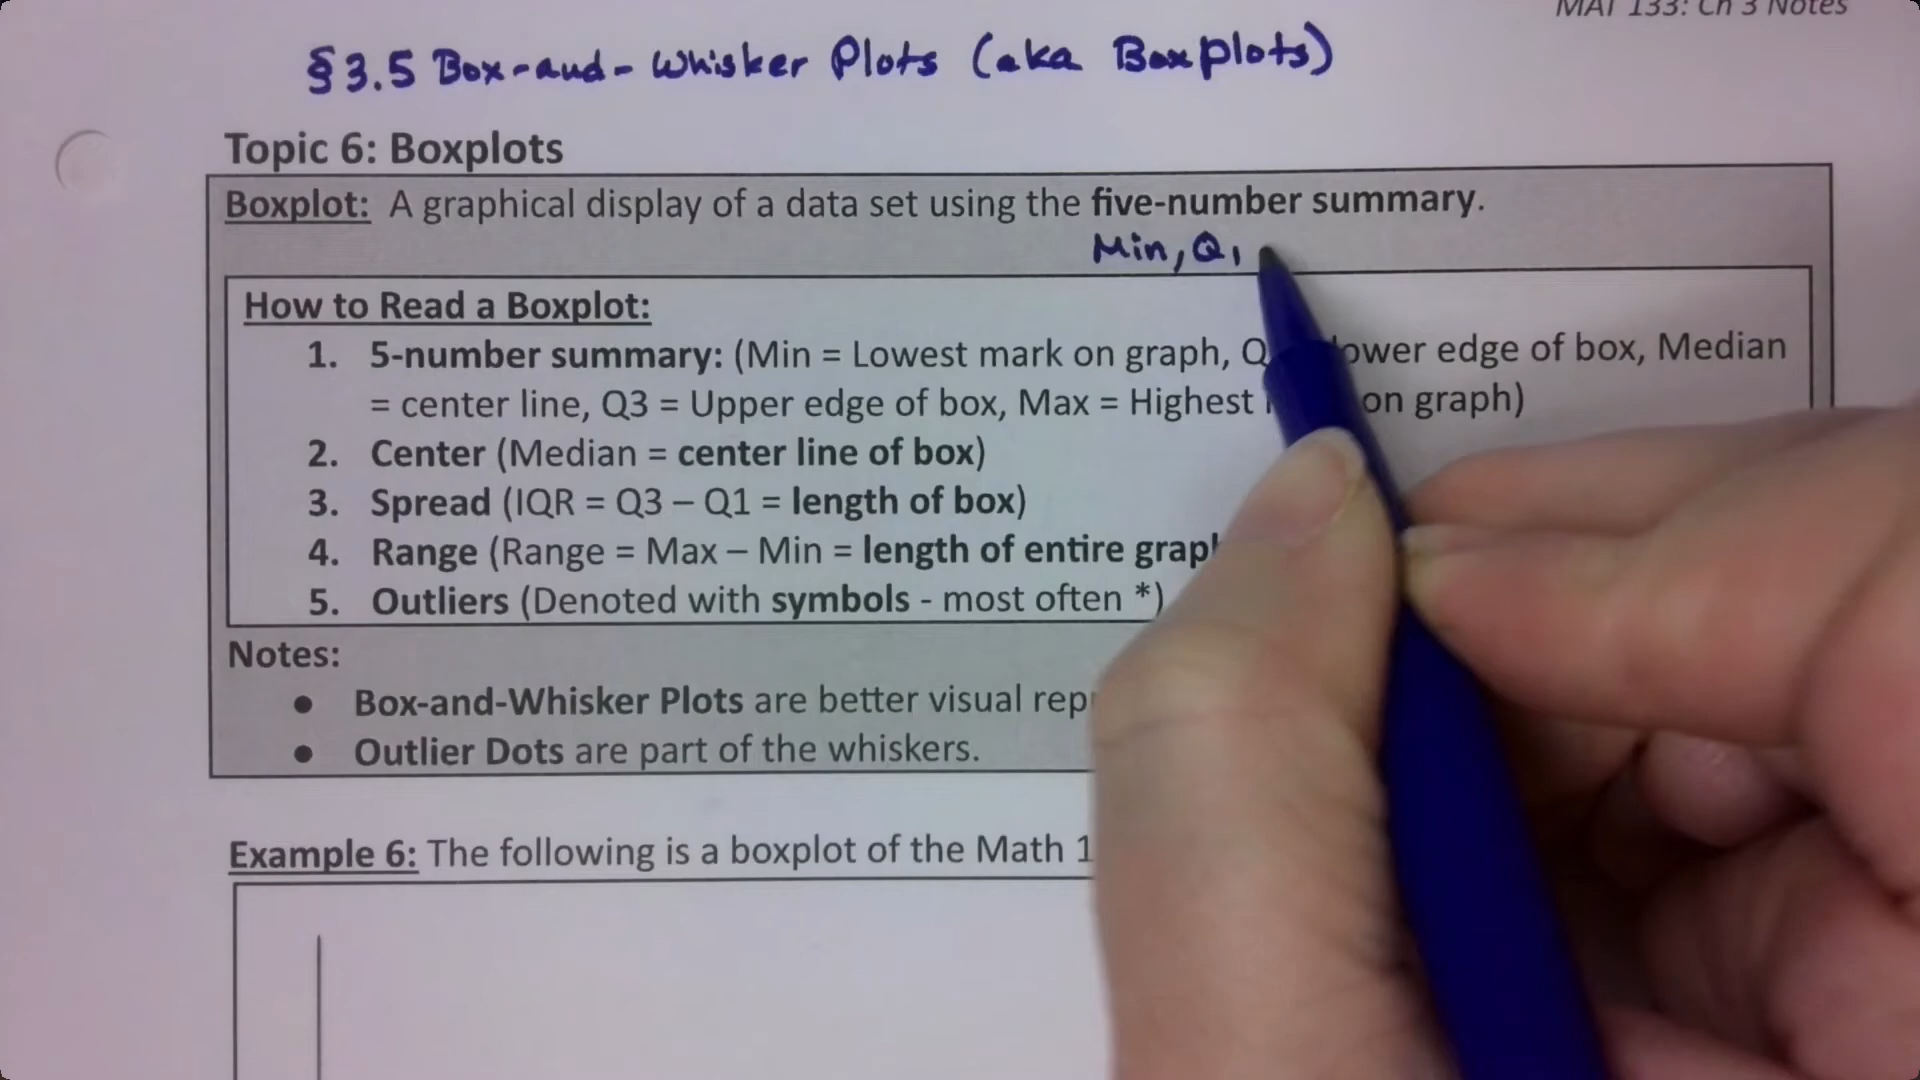 MAT 133: Ch 3 Notes
§3.5 Box-and-Whisker Plots (aka Boxplots)
Topic 6: Boxplots
Boxplot: A graphical display of a data set using the five-number summary.
Min, Q1
How to Read a Boxplot:
1. 5-number summary: (Min = Lowest mark on graph, Q lower edge of box, Median
= center line, Q3 = Upper edge of box, Max = Highest on graph)
2. Center (Median = center line of box)
3. Spread (IQR = Q3 – Q1 = length of box)
4. Range (Range = Max – Min = length of entire graph
5. Outliers (Denoted with symbols - most often *)
Notes:
● Box-and-Whisker Plots are better visual rep
● Outlier Dots are part of the whiskers.
Example 6: The following is a boxplot of the Math 1